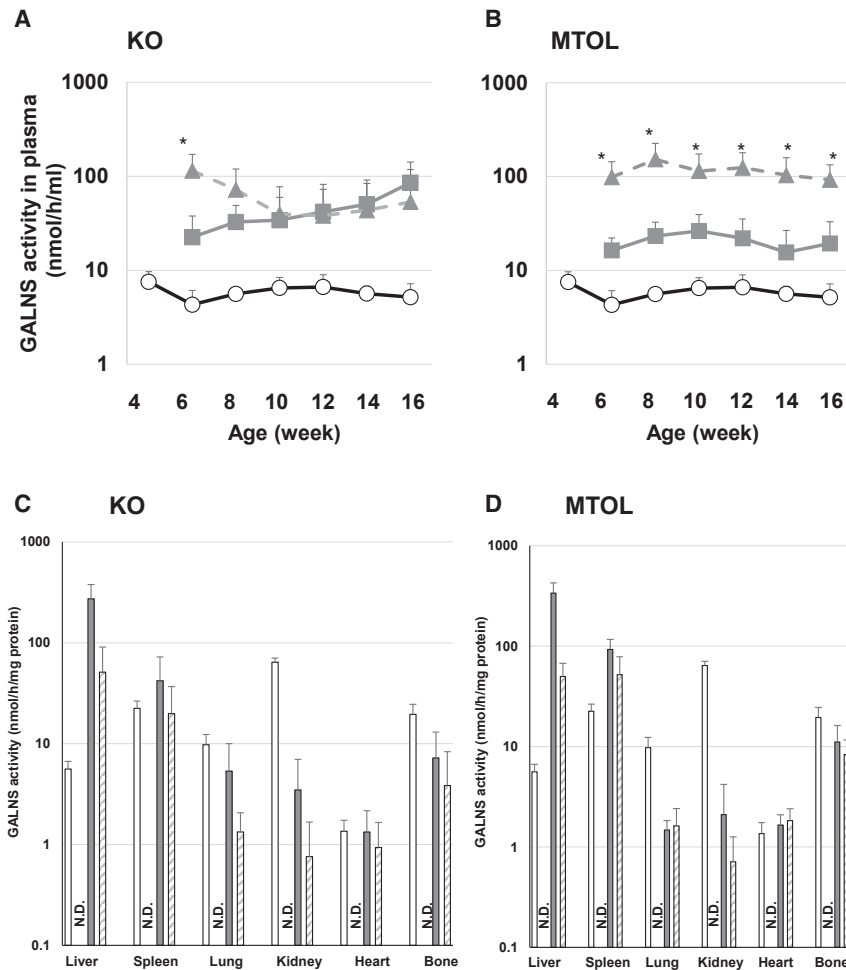 A
KO
GALNS activity in plasma
(nmol/h/ml)
1000
100
10
1
*
4 6 8 10 12 14 16
Age (week)
B
MTOL
1000
100
10
1
* * * * * *
4 6 8 10 12 14 16
Age (week)
C
KO
GALNS activity (nmol/h/mg protein)
1000
100
10
1
0.1
N.D. N.D. N.D. N.D. N.D. N.D.
Liver Spleen Lung Kidney Heart Bone
D
MTOL
GALNS activity (nmol/h/mg protein)
1000
100
10
1
0.1
N.D. N.D. N.D. N.D. N.D. N.D.
Liver Spleen Lung Kidney Heart Bone